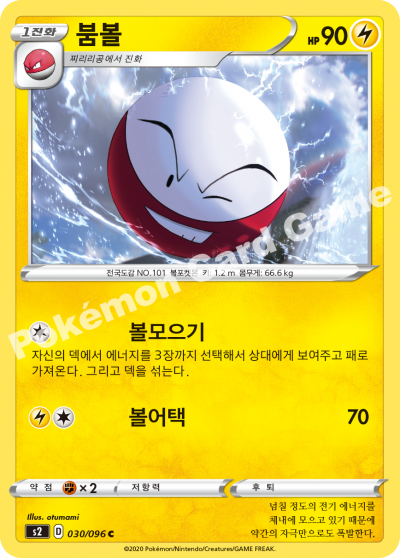 1진화
붐볼
HP 90
찌리리공에서 진화
전국도감 NO.101 볼포켓몬 키: 1.2 m 몸무게: 66.6 kg
Pokémon Card Game
볼모으기
자신의 덱에서 에너지를 3장까지 선택해서 상대에게 보여주고 패로
가져온다. 그리고 덱을 섞는다.
볼어택 70
약점 ×2 저항력 후퇴
Illus. otumami
s2 D 030/096 C
넘칠 정도의 전기 에너지를
체내에 모으고 있기 때문에
약간의 자극만으로도 폭발한다.
©2020 Pokémon/Nintendo/Creatures/GAME FREAK.